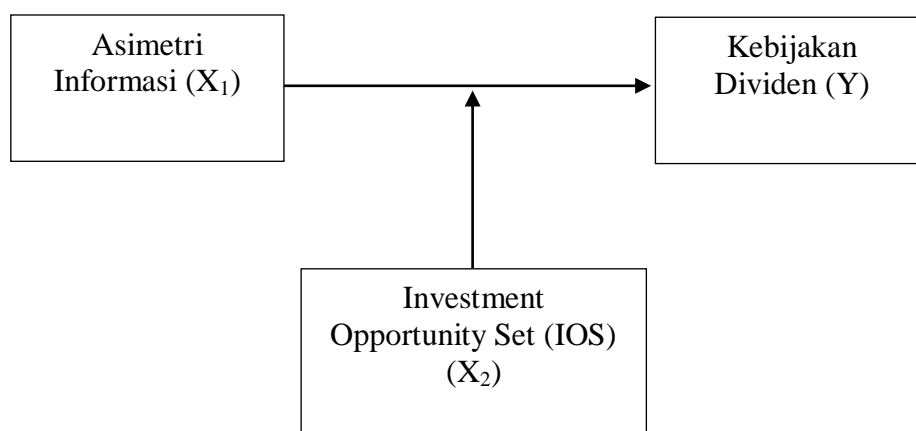 Asimetri
Informasi (X₁)
Kebijakan
Dividen (Y)
Investment
Opportunity Set (IOS)
(X₂)